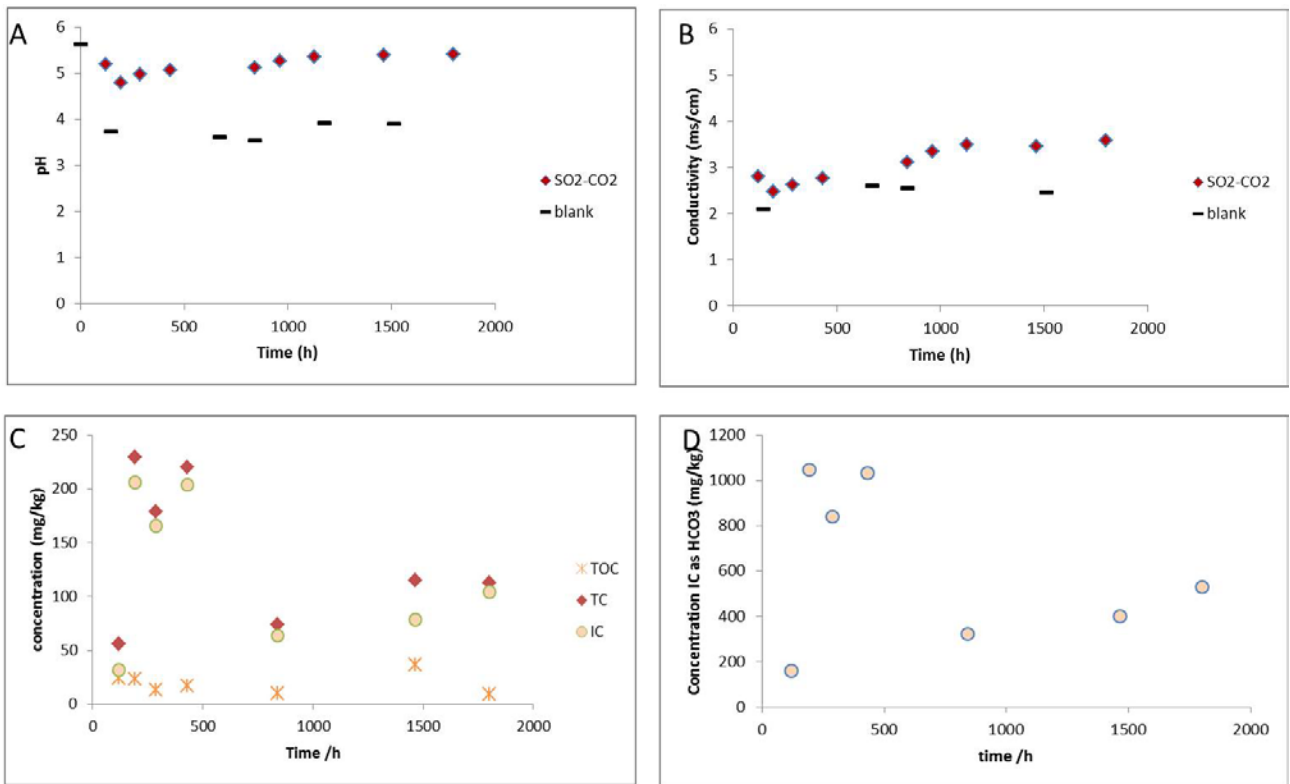 A
6
5
4
3
2
1
0
pH
0 500 1000 1500 2000
Time (h)
SO2-CO2
blank
B
6
5
4
3
2
1
0
Conductivity (ms/cm)
0 500 1000 1500 2000
Time (h)
SO2-CO2
blank
C
250
200
150
100
50
0
concentration (mg/kg)
0 500 1000 1500 2000
Time /h
TOC
TC
IC
D
1200
1000
800
600
400
200
0
Concentration IC as HCO3 (mg/kg)
0 500 1000 1500 2000
time /h